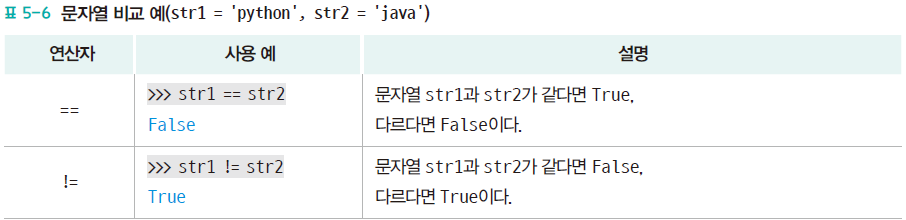 표 5-6 문자열 비교 예(str1 = 'python', str2 = 'java')
연산자 사용 예 설명
== >>> str1 == str2 문자열 str1과 str2가 같다면 True,
False 다르다면 False이다.
!= >>> str1 != str2 문자열 str1과 str2가 같다면 False,
True 다르다면 True이다.